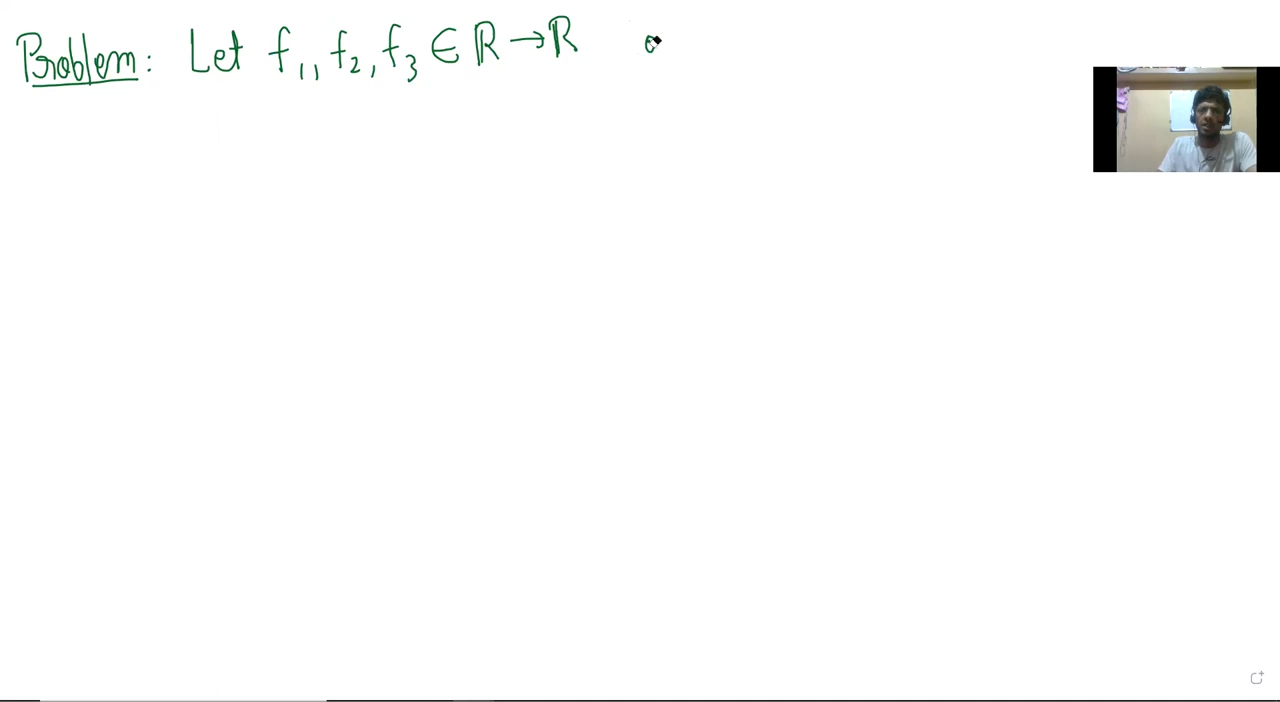 Problem: Let f₁, f₂, f₃ ∈ ℝ → ℝ